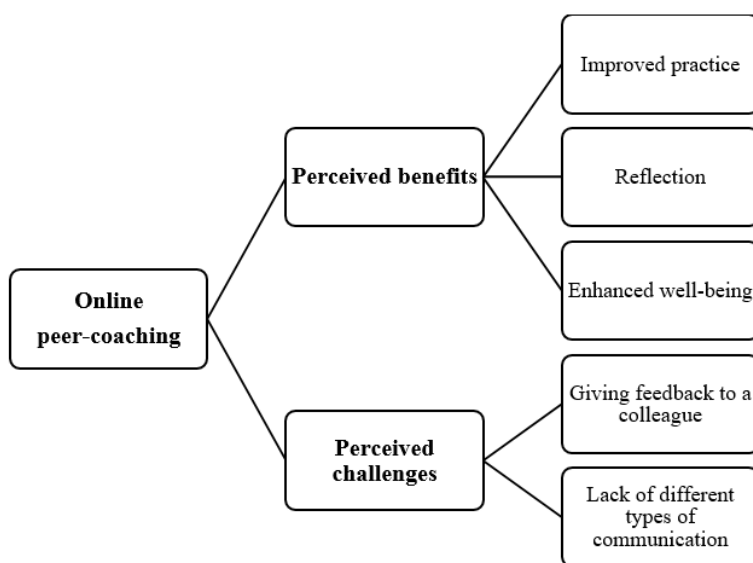 Improved practice
Perceived benefits
Reflection
Enhanced well-being
Online
peer-coaching
Giving feedback to a
colleague
Perceived
challenges
Lack of different
types of
communication